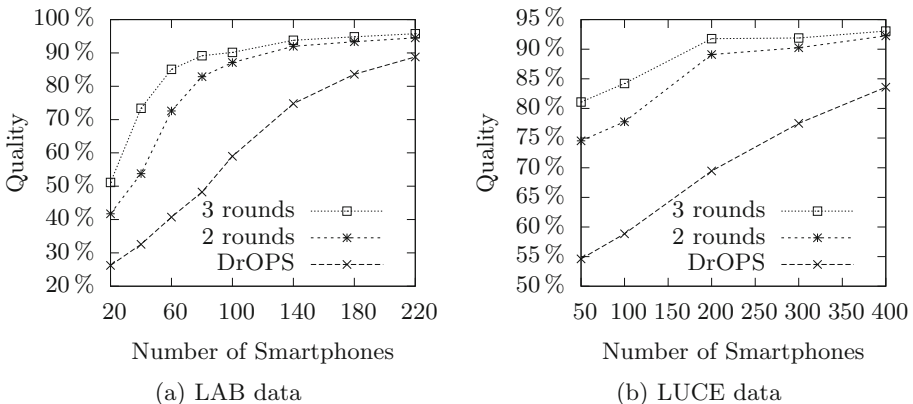 100 %
90 %
80 %
70 %
60 %
50 %
40 %
30 %
20 %
Quality
3 rounds
2 rounds
DrOPS
20 60 100 140 180 220
Number of Smartphones
(a) LAB data
100 %
95 %
90 %
85 %
80 %
75 %
70 %
65 %
60 %
55 %
50 %
Quality
3 rounds
2 rounds
DrOPS
50 100 150 200 250 300 350 400
Number of Smartphones
(b) LUCE data